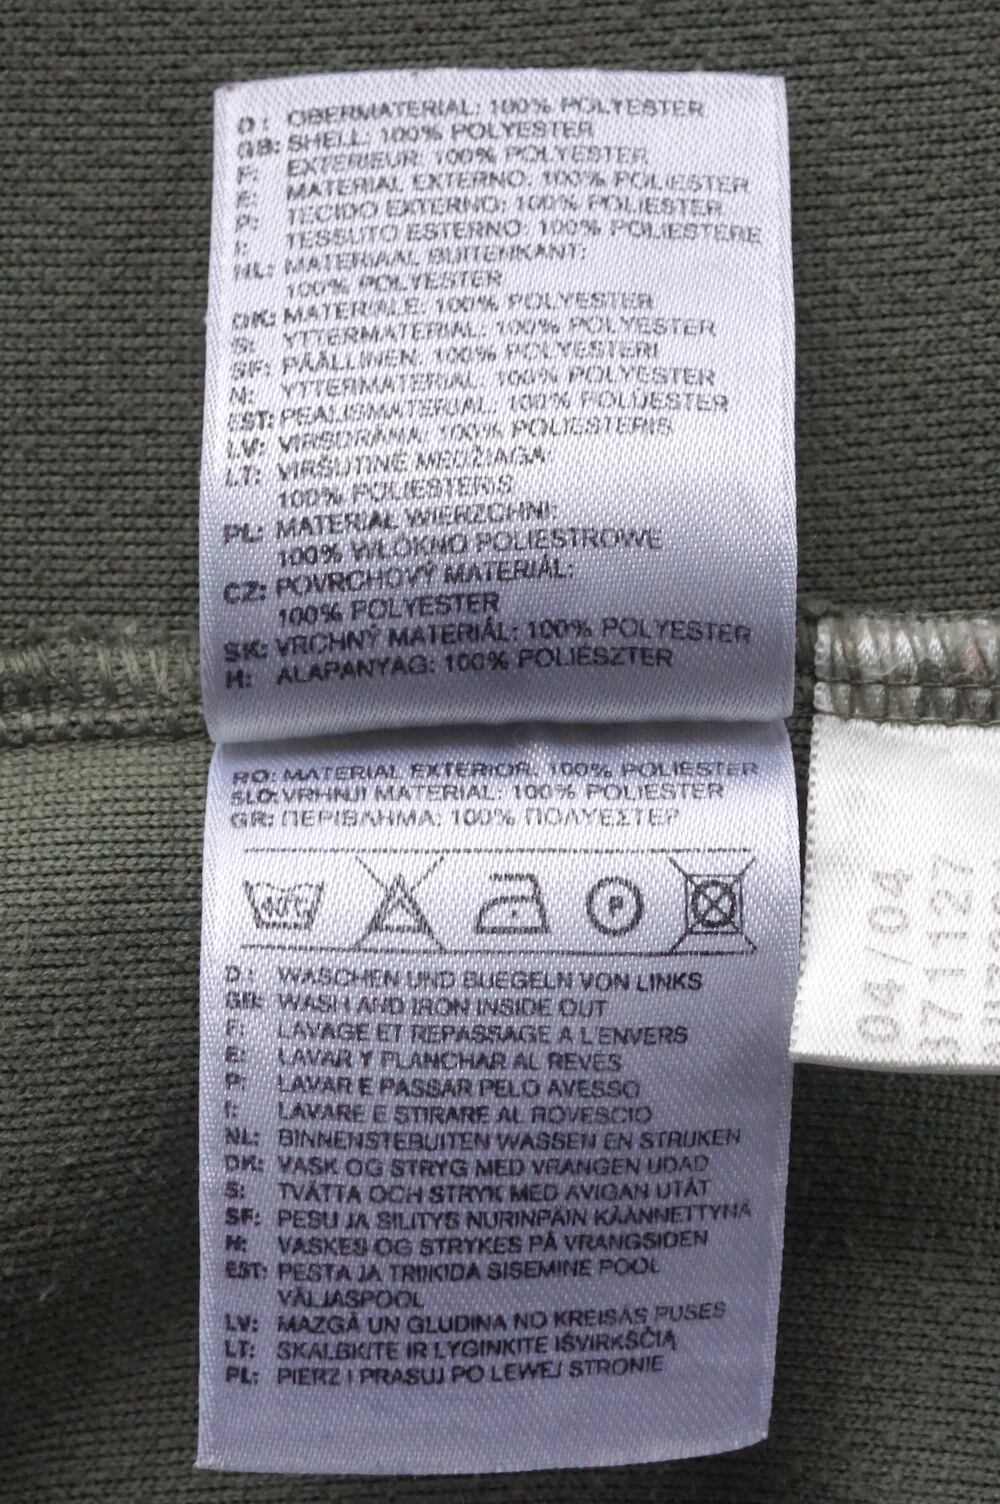 D: OBERMATERIAL: 100% POLYESTER
GB: SHELL: 100% POLYESTER
F: EXTERIEUR: 100% POLYESTER
E: MATERIAL EXTERNO: 100% POLIESTER
P: TECIDO EXTERNO: 100% POLIESTER
I: TESSUTO ESTERNO: 100% POLIESTERE
NL: MATERIAAL BUITENKANT:
100% POLYESTER
DK: MATERIALE: 100% POLYESTER
S: YTTERMATERIAL: 100% POLYESTER
SF: PÄÄLLINEN: 100% POLYESTERI
N: YTTERMATERIAL: 100% POLYESTER
EST: PEALISMATERJAL: 100% POLÜESTER
LV: VIRSDRĀNA: 100% POLIESTERIS
LT: VIRŠUTINĖ MEDŽIAGA:
100% POLIESTERIS
PL: MATERIAŁ WIERZCHNI:
100% WŁÓKNO POLIESTROWE
CZ: POVRCHOVÝ MATERIÁL:
100% POLYESTER
SK: VRCHNÝ MATERIÁL: 100% POLYESTER
H: ALAPANYAG: 100% POLIÉSZTER
RO: MATERIAL EXTERIOR: 100% POLIESTER
SLO: VRHNJI MATERIAL: 100% POLIESTER
GR: ΠΕΡΙΒΛΗΜΑ: 100% ΠΟΛΥΕΣΤΕΡ
40°C P
D: WASCHEN UND BUEGELN VON LINKS
GB: WASH AND IRON INSIDE OUT
F: LAVAGE ET REPASSAGE A L'ENVERS
E: LAVAR Y PLANCHAR AL REVES
P: LAVAR E PASSAR PELO AVESSO
I: LAVARE E STIRARE AL ROVESCIO
NL: BINNENSTEBUITEN WASSEN EN STRIJKEN
DK: VASK OG STRYG MED VRANGEN UDAD
S: TVÄTTA OCH STRYK MED AVIGAN UTÅT
SF: PESU JA SILITYS NURINPÄIN KÄÄNNETTYNÄ
N: VASKES OG STRYKES PÅ VRANGSIDEN
EST: PESTA JA TRIIKIDA SISEMINE POOL
VÄLJASPOOL
LV: MAZGĀ UN GLUDINA NO KREISĀS PUSES
LT: SKALBKITE IR LYGINKITE IŠVIRKŠČIĄ
PL: PIERZ I PRASUJ PO LEWEJ STRONIE
04/04
371127